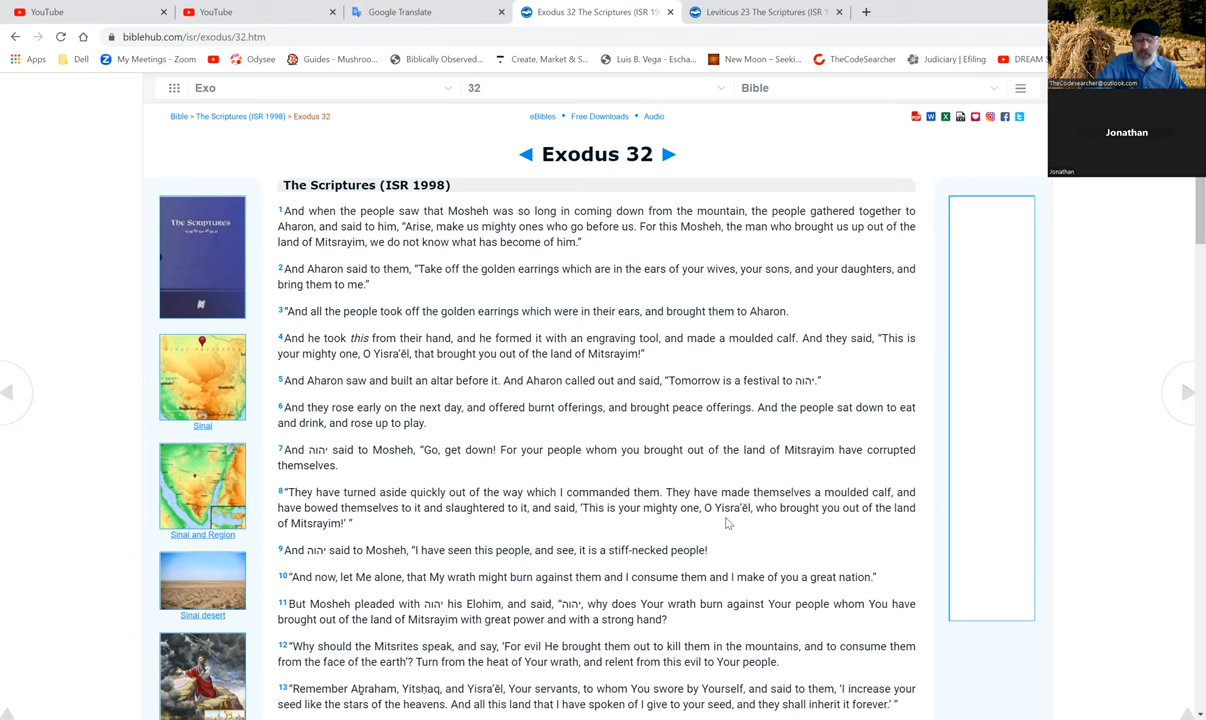 YouTube
YouTube
Google Translate
Exodus 32 The Scriptures (ISR 19
Leviticus 23 The Scriptures (ISR 1
biblehub.com/isr/exodus/32.htm
Apps
Dell
My Meetings - Zoom
Odysee
Guides - Mushroo...
Biblically Observed...
Create, Market & S...
Luis B. Vega - Escha...
New Moon – Seeki...
TheCodeSearcher
Judiciary | Efiling
DREAM S
TheCodesearcher@outlook.com
Jonathan
Jonathan
Exo
32
Bible
Bible > The Scriptures (ISR 1998) > Exodus 32
eBibles • Free Downloads • Audio
◄ Exodus 32 ►
The Scriptures (ISR 1998)
THE SCRIPTURES
Sinai
Sinai and Region
Sinai desert
1And when the people saw that Mosheh was so long in coming down from the mountain, the people gathered together to
Aharon, and said to him, “Arise, make us mighty ones who go before us. For this Mosheh, the man who brought us up out of the
land of Mitsrayim, we do not know what has become of him.”
2And Aharon said to them, “Take off the golden earrings which are in the ears of your wives, your sons, and your daughters, and
bring them to me.”
3“And all the people took off the golden earrings which were in their ears, and brought them to Aharon.
4And he took this from their hand, and he formed it with an engraving tool, and made a moulded calf. And they said, “This is
your mighty one, O Yisra’ĕl, that brought you out of the land of Mitsrayim!”
5And Aharon saw and built an altar before it. And Aharon called out and said, “Tomorrow is a festival to יהוה.”
6And they rose early on the next day, and offered burnt offerings, and brought peace offerings. And the people sat down to eat
and drink, and rose up to play.
7And יהוה said to Mosheh, “Go, get down! For your people whom you brought out of the land of Mitsrayim have corrupted
themselves.
8“They have turned aside quickly out of the way which I commanded them. They have made themselves a moulded calf, and
have bowed themselves to it and slaughtered to it, and said, ‘This is your mighty one, O Yisra’ĕl, who brought you out of the land
of Mitsrayim!’ ”
9And יהוה said to Mosheh, “I have seen this people, and see, it is a stiff-necked people!
10“And now, let Me alone, that My wrath might burn against them and I consume them and I make of you a great nation.”
11But Mosheh pleaded with יהוה his Elohim, and said, “יהוה, why does Your wrath burn against Your people whom You have
brought out of the land of Mitsrayim with great power and with a strong hand?
12“Why should the Mitsrites speak, and say, ‘For evil He brought them out to kill them in the mountains, and to consume them
from the face of the earth’? Turn from the heat of Your wrath, and relent from this evil to Your people.
13“Remember Aḇraham, Yitsḥaq, and Yisra’ĕl, Your servants, to whom You swore by Yourself, and said to them, ‘I increase your
seed like the stars of the heavens. And all this land that I have spoken of I give to your seed, and they shall inherit it forever.’ ”